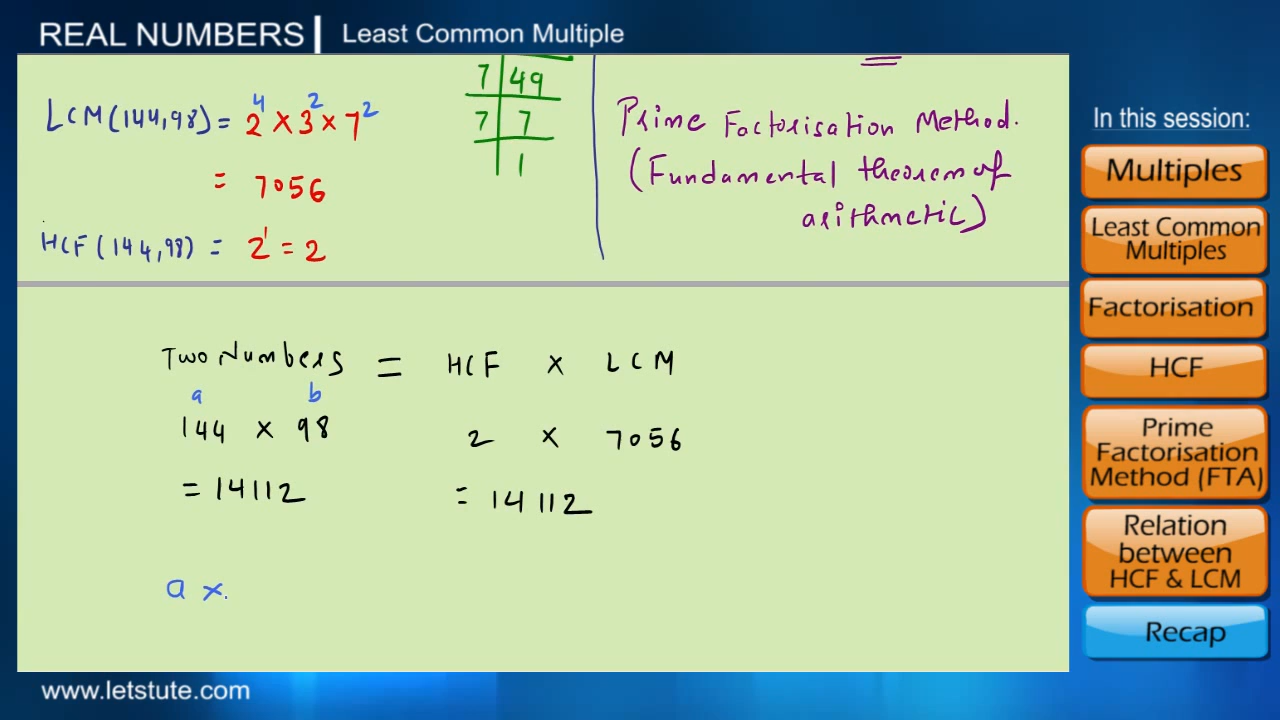 REAL NUMBERS | Least Common Multiple
LCM(144,98) = 2⁴ × 3² × 7²
= 7056
HCF(144,98) = 2¹ = 2
7 | 49
7 | 7
1
Prime Factorisation Method.
(Fundamental theorem of
arithmetic)
Two Numbers = HCF × LCM
a b
144 × 98 2 × 7056
= 14112 = 14112
a ×
In this session:
Multiples
Least Common
Multiples
Factorisation
HCF
Prime
Factorisation
Method (FTA)
Relation
between
HCF & LCM
Recap
www.letstute.com